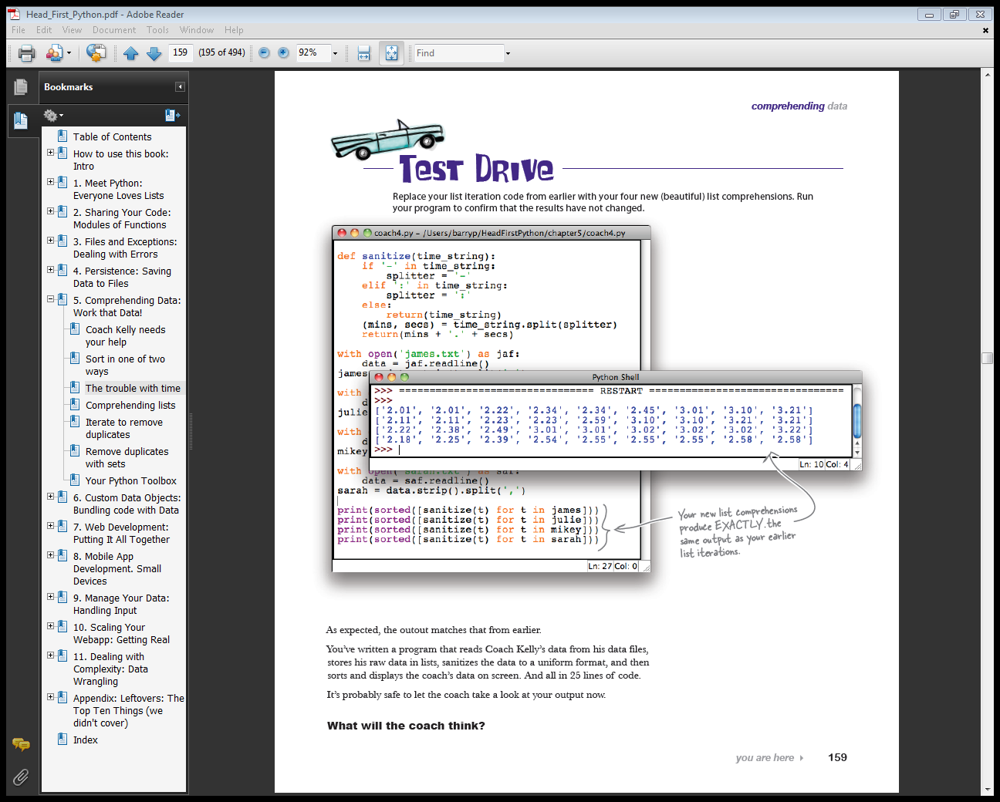 Head_First_Python.pdf - Adobe Reader
File Edit View Document Tools Window Help
159 (195 of 494) 92% Find
Bookmarks
Table of Contents
How to use this book:
Intro
1. Meet Python:
Everyone Loves Lists
2. Sharing Your Code:
Modules of Functions
3. Files and Exceptions:
Dealing with Errors
4. Persistence: Saving
Data to Files
5. Comprehending Data:
Work that Data!
Coach Kelly needs
your help
Sort in one of two
ways
The trouble with time
Comprehending lists
Iterate to remove
duplicates
Remove duplicates
with sets
Your Python Toolbox
6. Custom Data Objects:
Bundling code with Data
7. Web Development:
Putting It All Together
8. Mobile App
Development. Small
Devices
9. Manage Your Data:
Handling Input
10. Scaling Your
Webapp: Getting Real
11. Dealing with
Complexity: Data
Wrangling
Appendix: Leftovers: The
Top Ten Things (we
didn't cover)
Index
comprehending data
Test Drive
Replace your list iteration code from earlier with your four new (beautiful) list comprehensions. Run
your program to confirm that the results have not changed.
coach4.py - /Users/barryp/HeadFirstPython/chapter5/coach4.py
def sanitize(time_string):
if '-' in time_string:
splitter = '-'
elif ':' in time_string:
splitter = ':'
else:
return(time_string)
(mins, secs) = time_string.split(splitter)
return(mins + '.' + secs)
with open('james.txt') as jaf:
data = jaf.readline()
james
with
d
julie
with
d
mikey
with open('sarah.txt') as saf:
data = saf.readline()
sarah = data.strip().split(',')
print(sorted([sanitize(t) for t in james]))
print(sorted([sanitize(t) for t in julie]))
print(sorted([sanitize(t) for t in mikey]))
print(sorted([sanitize(t) for t in sarah]))
Ln: 27 Col: 0
Python Shell
>>> ================================ RESTART ================================
>>>
['2.01', '2.01', '2.22', '2.34', '2.34', '2.45', '3.01', '3.10', '3.21']
['2.11', '2.11', '2.23', '2.23', '2.59', '3.10', '3.10', '3.21', '3.21']
['2.22', '2.38', '2.49', '3.01', '3.01', '3.02', '3.02', '3.02', '3.22']
['2.18', '2.25', '2.39', '2.54', '2.55', '2.55', '2.55', '2.58', '2.58']
>>>
Ln: 10 Col: 4
Your new list comprehensions
produce EXACTLY the
same output as your earlier
list iterations.
As expected, the outout matches that from earlier.
You've written a program that reads Coach Kelly's data from his data files,
stores his raw data in lists, sanitizes the data to a uniform format, and then
sorts and displays the coach's data on screen. And all in 25 lines of code.
It's probably safe to let the coach take a look at your output now.
What will the coach think?
you are here 159